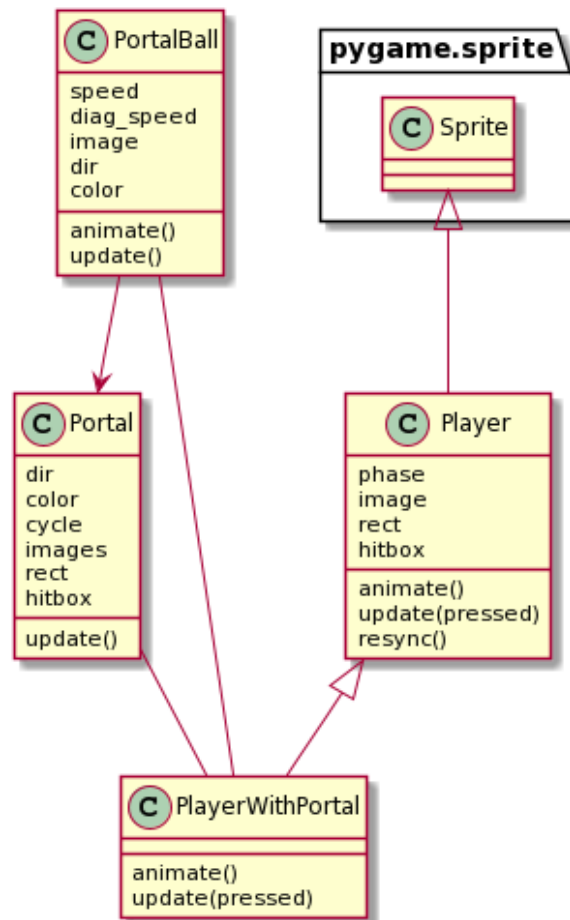 C PortalBall
speed
diag_speed
image
dir
color
animate()
update()
pygame.sprite
C Sprite
C Portal
dir
color
cycle
images
rect
hitbox
update()
C Player
phase
image
rect
hitbox
animate()
update(pressed)
resync()
C PlayerWithPortal
animate()
update(pressed)